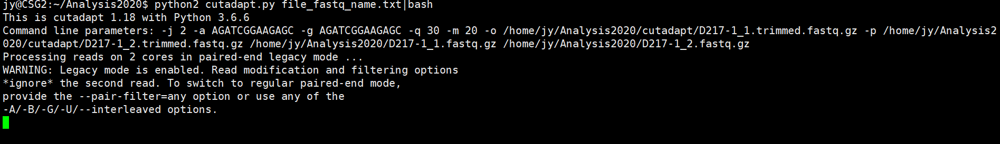 jy@CSG2:~/Analysis2020$ python2 cutadapt.py file_fastq_name.txt|bash
This is cutadapt 1.18 with Python 3.6.6
Command line parameters: -j 2 -a AGATCGGAAGAGC -g AGATCGGAAGAGC -q 30 -m 20 -o /home/jy/Analysis2020/cutadapt/D217-1_1.trimmed.fastq.gz -p /home/jy/Analysis2
020/cutadapt/D217-1_2.trimmed.fastq.gz /home/jy/Analysis2020/D217-1_1.fastq.gz /home/jy/Analysis2020/D217-1_2.fastq.gz
Processing reads on 2 cores in paired-end legacy mode ...
WARNING: Legacy mode is enabled. Read modification and filtering options
*ignore* the second read. To switch to regular paired-end mode,
provide the --pair-filter=any option or use any of the
-A/-B/-G/-U/--interleaved options.